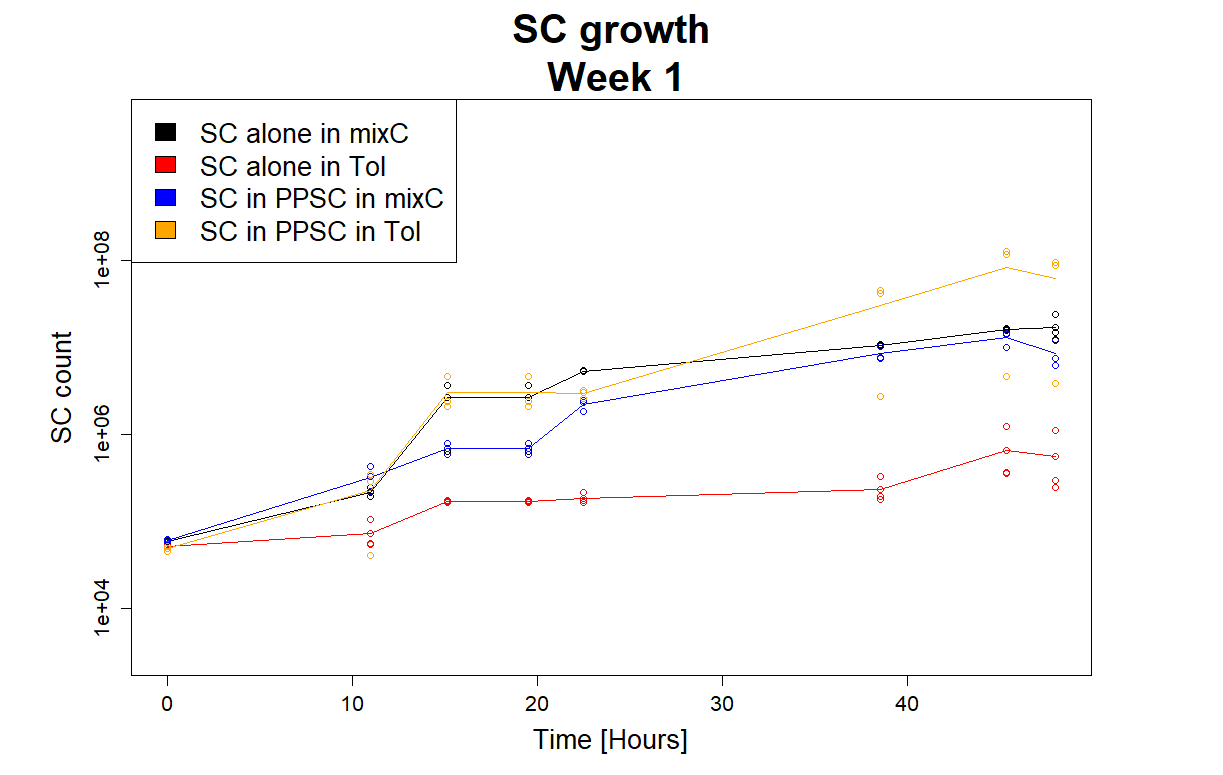 SC growth
Week 1
SC alone in mixC
SC alone in Tol
SC in PPSC in mixC
SC in PPSC in Tol
1e+08
1e+06
1e+04
SC count
0 10 20 30 40
Time [Hours]